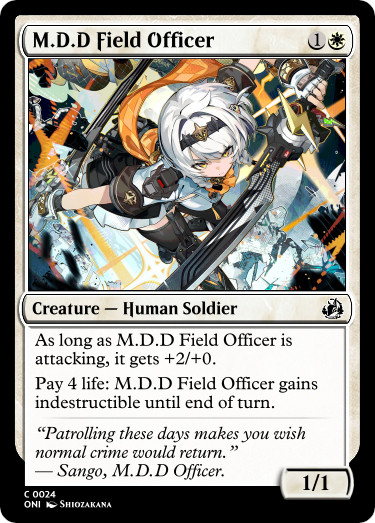 M.D.D Field Officer 1
Creature — Human Soldier
As long as M.D.D Field Officer is
attacking, it gets +2/+0.
Pay 4 life: M.D.D Field Officer gains
indestructible until end of turn.
“Patrolling these days makes you wish
normal crime would return.”
— Sango, M.D.D Officer.
1/1
C 0024
ONI Shiozakana